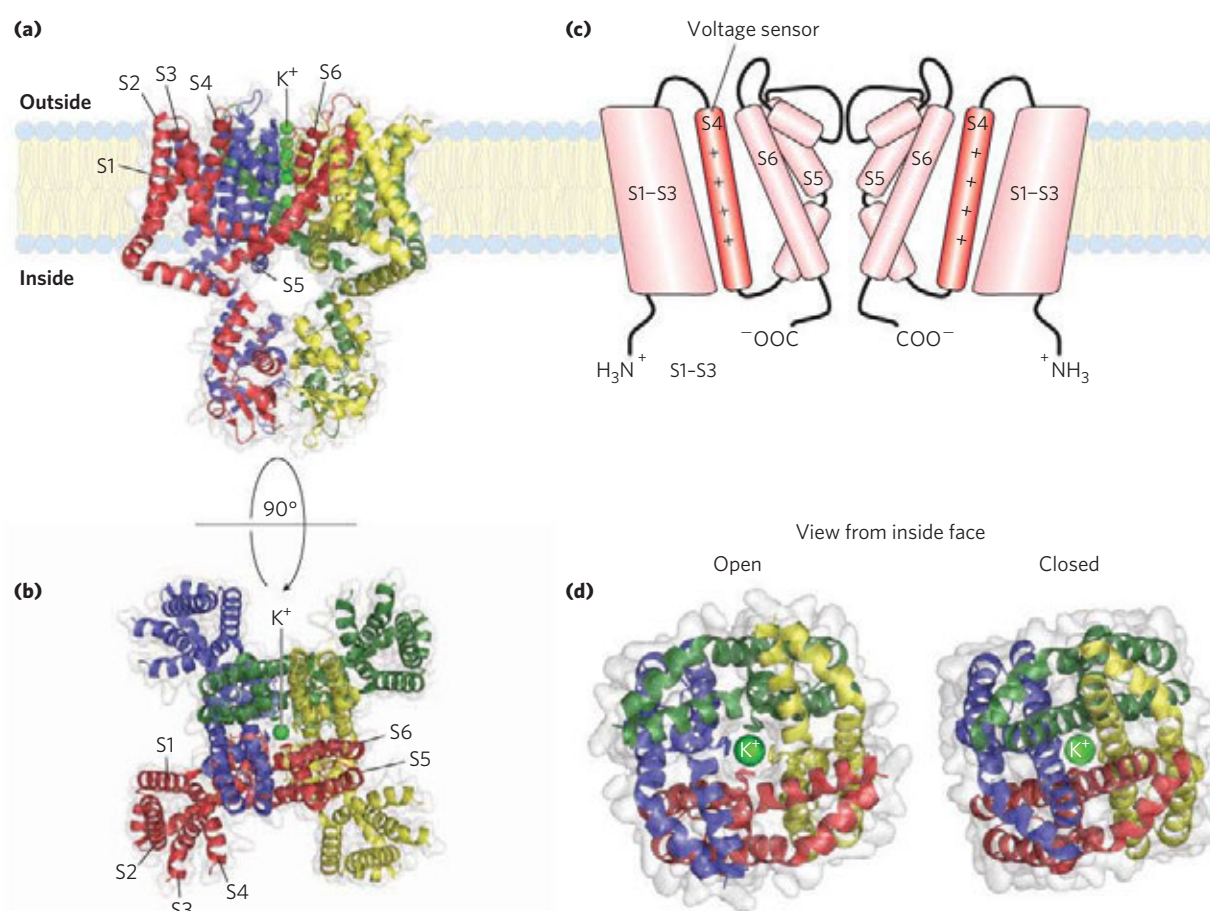 (a)
S2
S3
S4
K+
S6
Outside
S1
Inside
S5
90°
(b)
K+
S1
S6
S5
S2
S3
S4
(c)
Voltage sensor
S4
S6
S5
S1–S3
S5
S6
S4
S1–S3
−OOC
COO−
H3N+
S1–S3
+NH3
View from inside face
Open
Closed
(d)
K+
K+
+
+
+
+
+
+
+
+